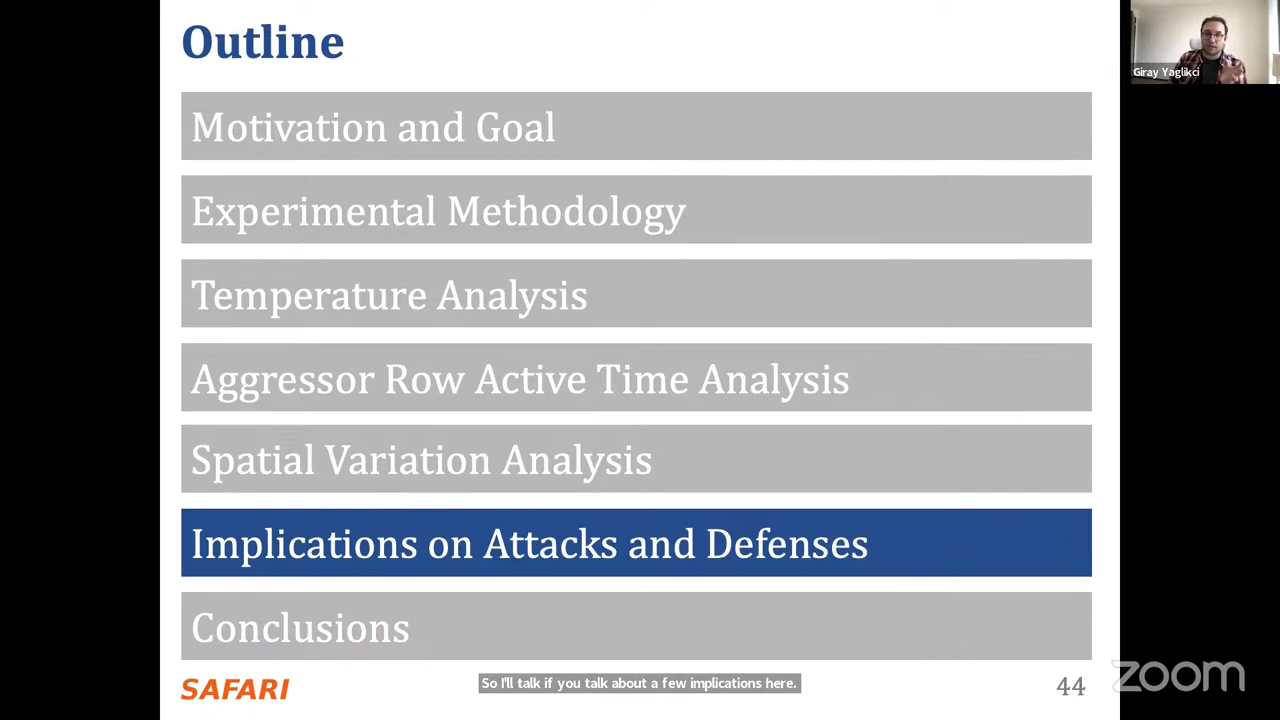 Outline
Giray Yaglikci
Motivation and Goal
Experimental Methodology
Temperature Analysis
Aggressor Row Active Time Analysis
Spatial Variation Analysis
Implications on Attacks and Defenses
Conclusions
SAFARI
So I'll talk if you talk about a few implications here.
44
zoom